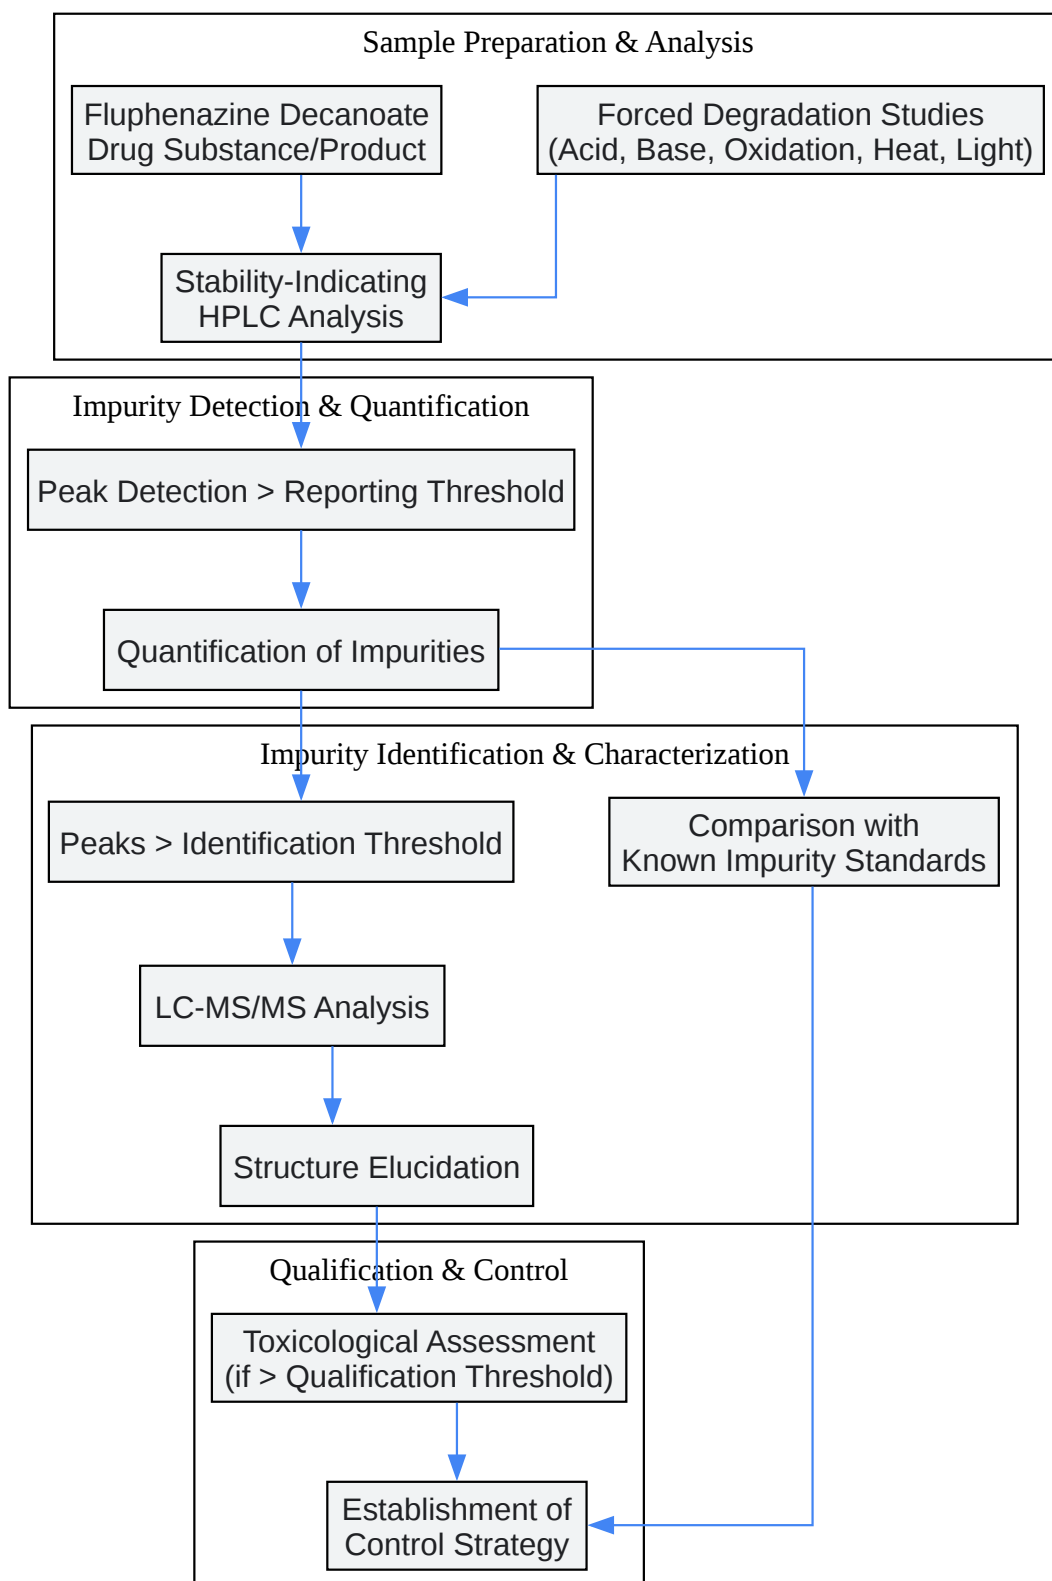 Sample Preparation & Analysis
Fluphenazine Decanoate
Drug Substance/Product
Forced Degradation Studies
(Acid, Base, Oxidation, Heat, Light)
Stability-Indicating
HPLC Analysis
Impurity Detection & Quantification
Peak Detection > Reporting Threshold
Quantification of Impurities
Impurity Identification & Characterization
Peaks > Identification Threshold
Comparison with
Known Impurity Standards
LC-MS/MS Analysis
Structure Elucidation
Qualification & Control
Toxicological Assessment
(if > Qualification Threshold)
Establishment of
Control Strategy